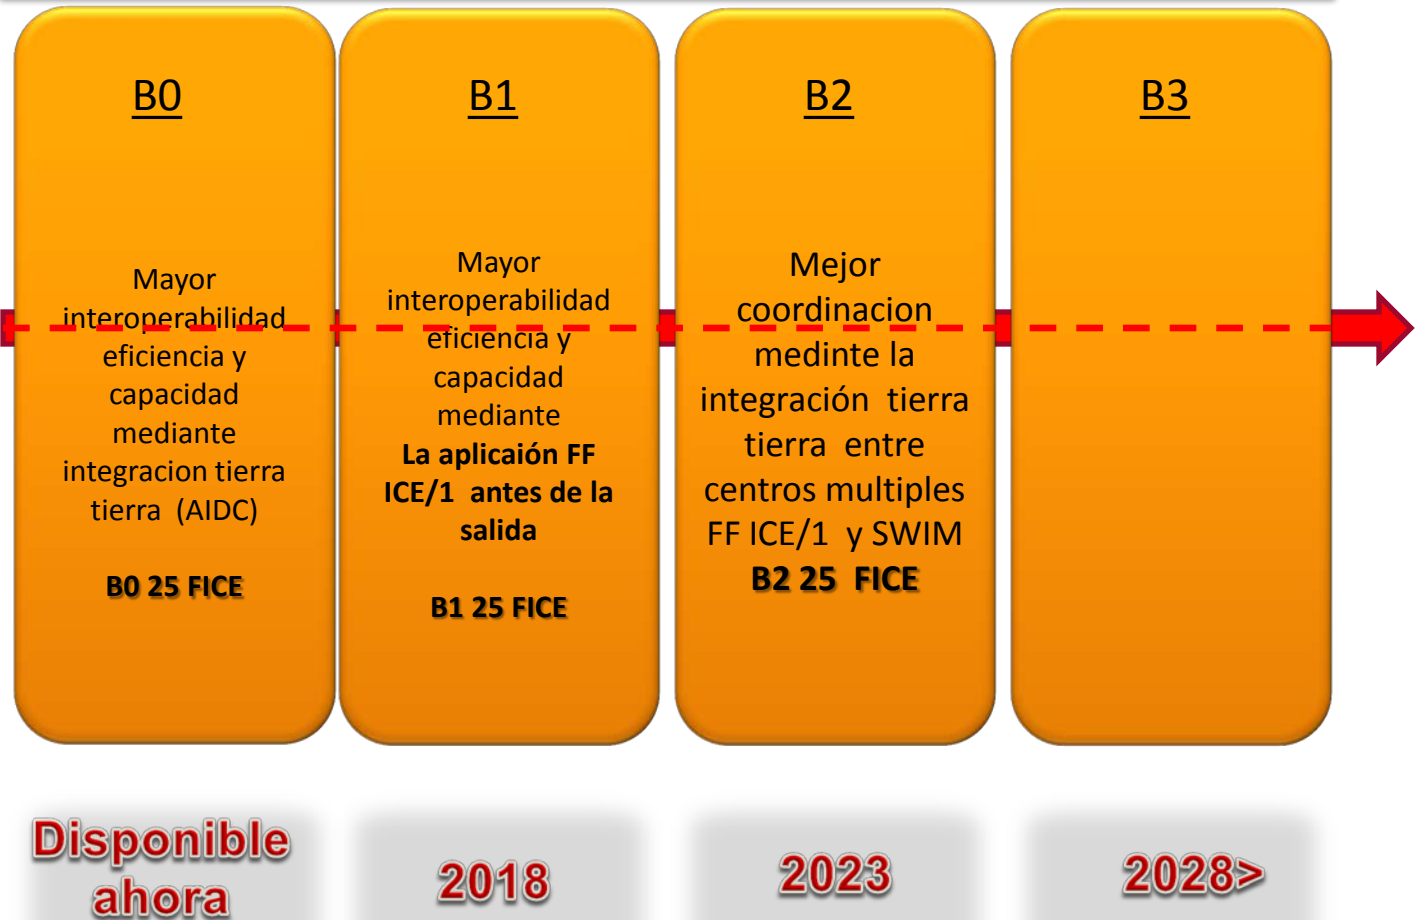 B0
Mayor
interoperabilidad
eficiencia y
capacidad
mediante
integracion tierra
tierra (AIDC)
B0 25 FICE
B1
Mayor
interoperabilidad
eficiencia y
capacidad
mediante
La aplicaión FF
ICE/1 antes de la
salida
B1 25 FICE
B2
Mejor
coordinacion
medinte la
integración tierra
tierra entre
centros multiples
FF ICE/1 y SWIM
B2 25 FICE
B3
Disponible
ahora
2018
2023
2028>